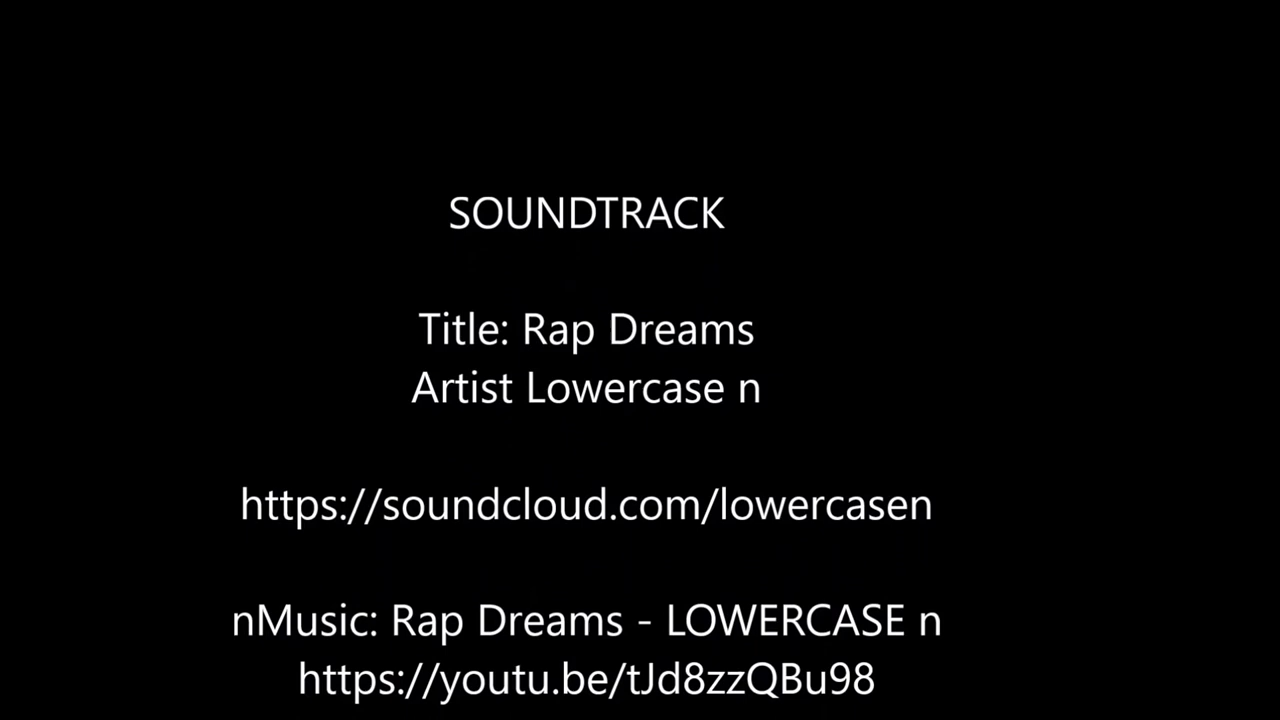 SOUNDTRACK
Title: Rap Dreams
Artist Lowercase n
https://soundcloud.com/lowercasen
nMusic: Rap Dreams - LOWERCASE n
https://youtu.be/tJd8zzQBu98